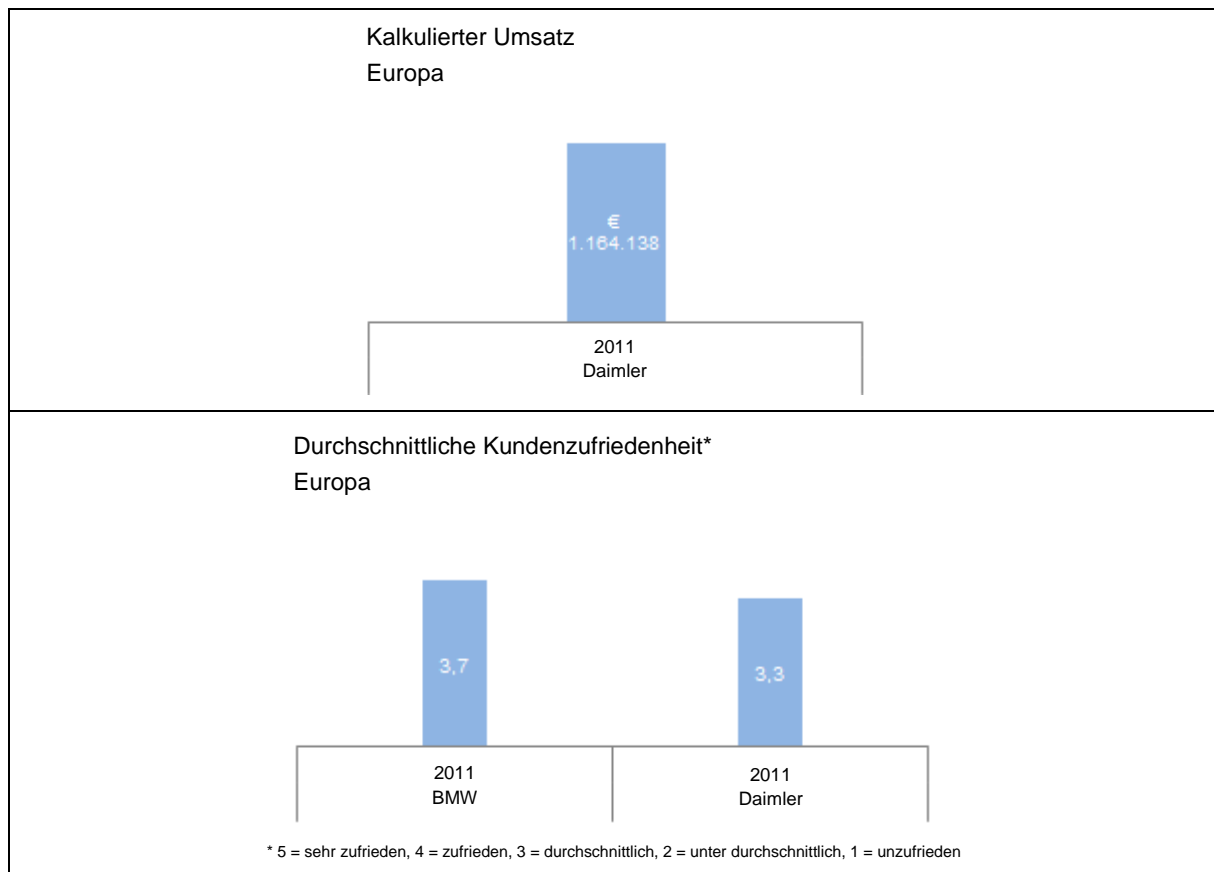 Kalkulierter Umsatz
Europa
€
1.164.138
2011
Daimler
Durchschnittliche Kundenzufriedenheit*
Europa
3,7
3,3
2011
BMW
2011
Daimler
* 5 = sehr zufrieden, 4 = zufrieden, 3 = durchschnittlich, 2 = unter durchschnittlich, 1 = unzufrieden